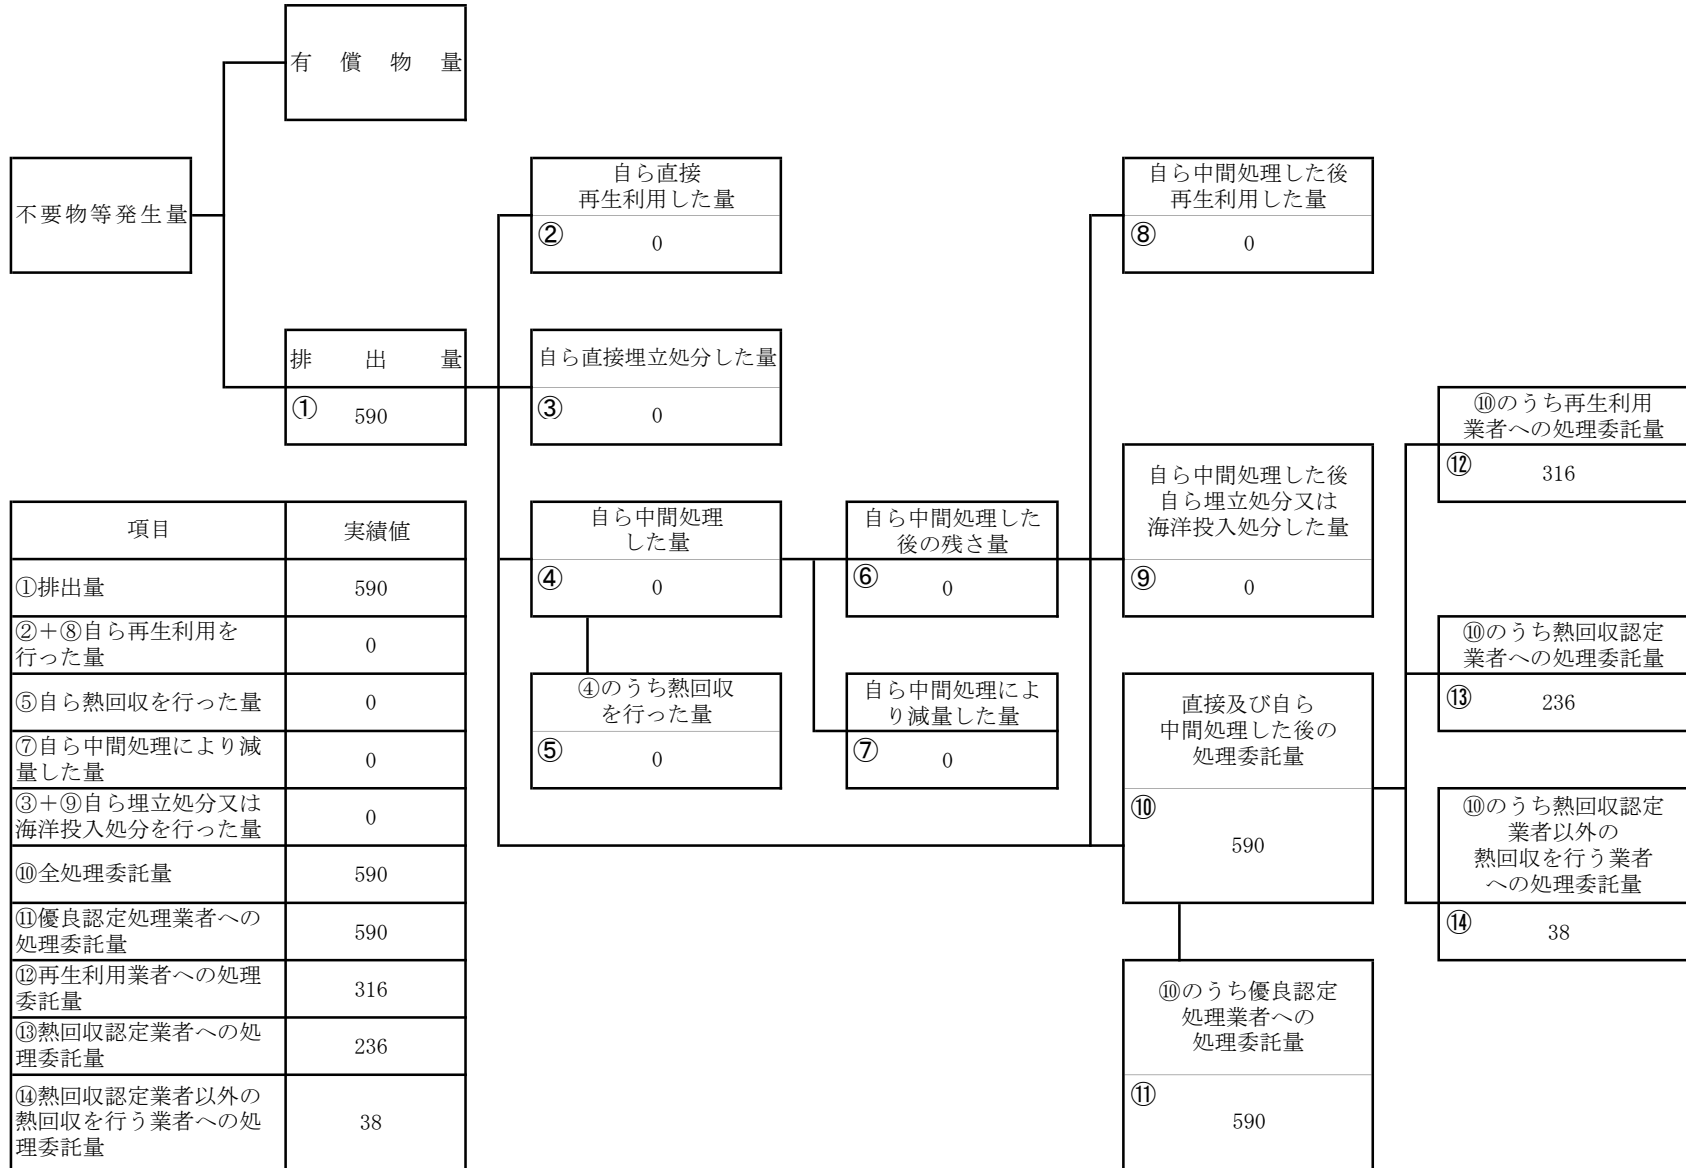 有償物量
不要物等発生量
自ら直接
再生利用した量
②
0
自ら中間処理した後
再生利用した量
⑧
0
排出量
①
590
自ら直接埋立処分した量
③
0
⑩のうち再生利用
業者への処理委託量
⑫
316
自ら中間処理
した量
④
0
自ら中間処理した
後の残さ量
⑥
0
自ら中間処理した後
自ら埋立処分又は
海洋投入処分した量
⑨
0
⑩のうち熱回収認定
業者への処理委託量
⑬
236
④のうち熱回収
を行った量
⑤
0
自ら中間処理によ
り減量した量
⑦
0
直接及び自ら
中間処理した後の
処理委託量
⑩
590
⑩のうち熱回収認定
業者以外の
熱回収を行う業者
への処理委託量
⑭
38
⑩のうち優良認定
処理業者への
処理委託量
⑪
590
項目 実績値
①排出量 590
②＋⑧自ら再生利用を
行った量 0
⑤自ら熱回収を行った量 0
⑦自ら中間処理により減
量した量 0
③＋⑨自ら埋立処分又は
海洋投入処分を行った量 0
⑩全処理委託量 590
⑪優良認定処理業者への
処理委託量 590
⑫再生利用業者への処理
委託量 316
⑬熱回収認定業者への処
理委託量 236
⑭熱回収認定業者以外の
熱回収を行う業者への処
理委託量 38